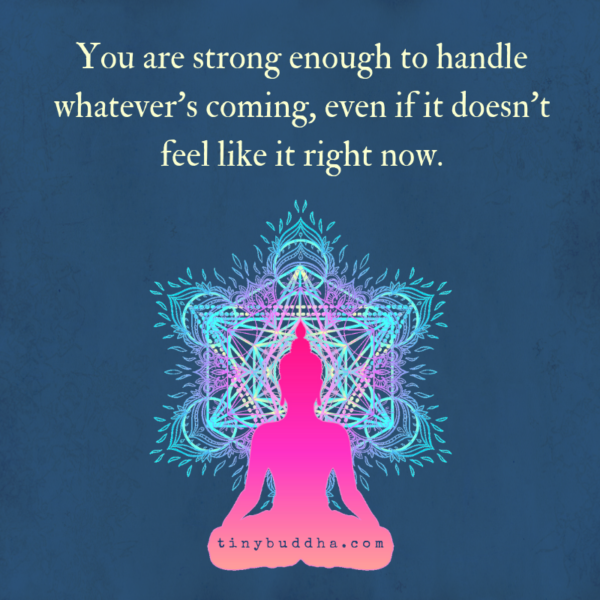 You are strong enough to handle
whatever’s coming, even if it doesn’t
feel like it right now.
tinybuddha.com